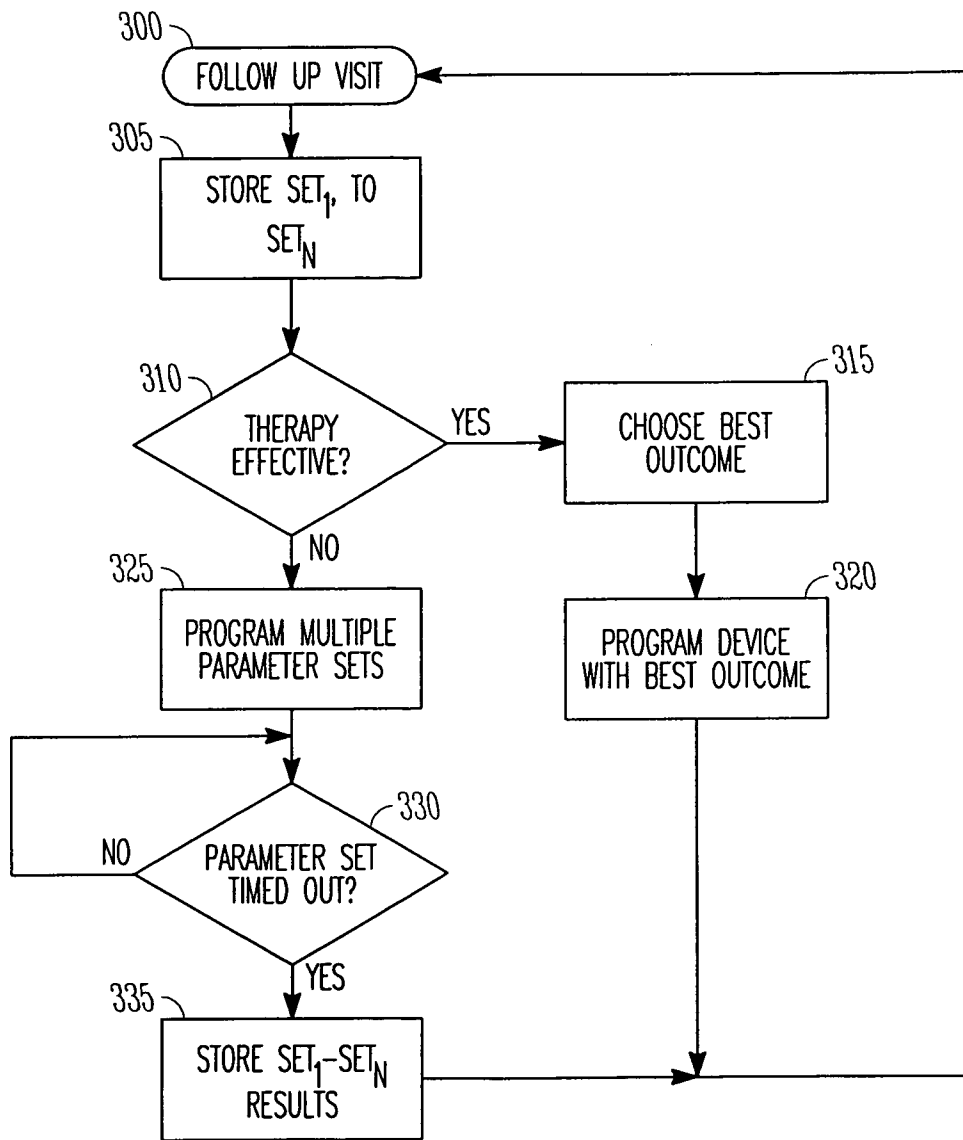 300
FOLLOW UP VISIT
305
STORE SET₁, TO
SET_N
310
THERAPY
EFFECTIVE?
YES
315
CHOOSE BEST
OUTCOME
NO
325
PROGRAM MULTIPLE
PARAMETER SETS
320
PROGRAM DEVICE
WITH BEST OUTCOME
330
NO
PARAMETER SET
TIMED OUT?
YES
335
STORE SET₁–SET_N
RESULTS